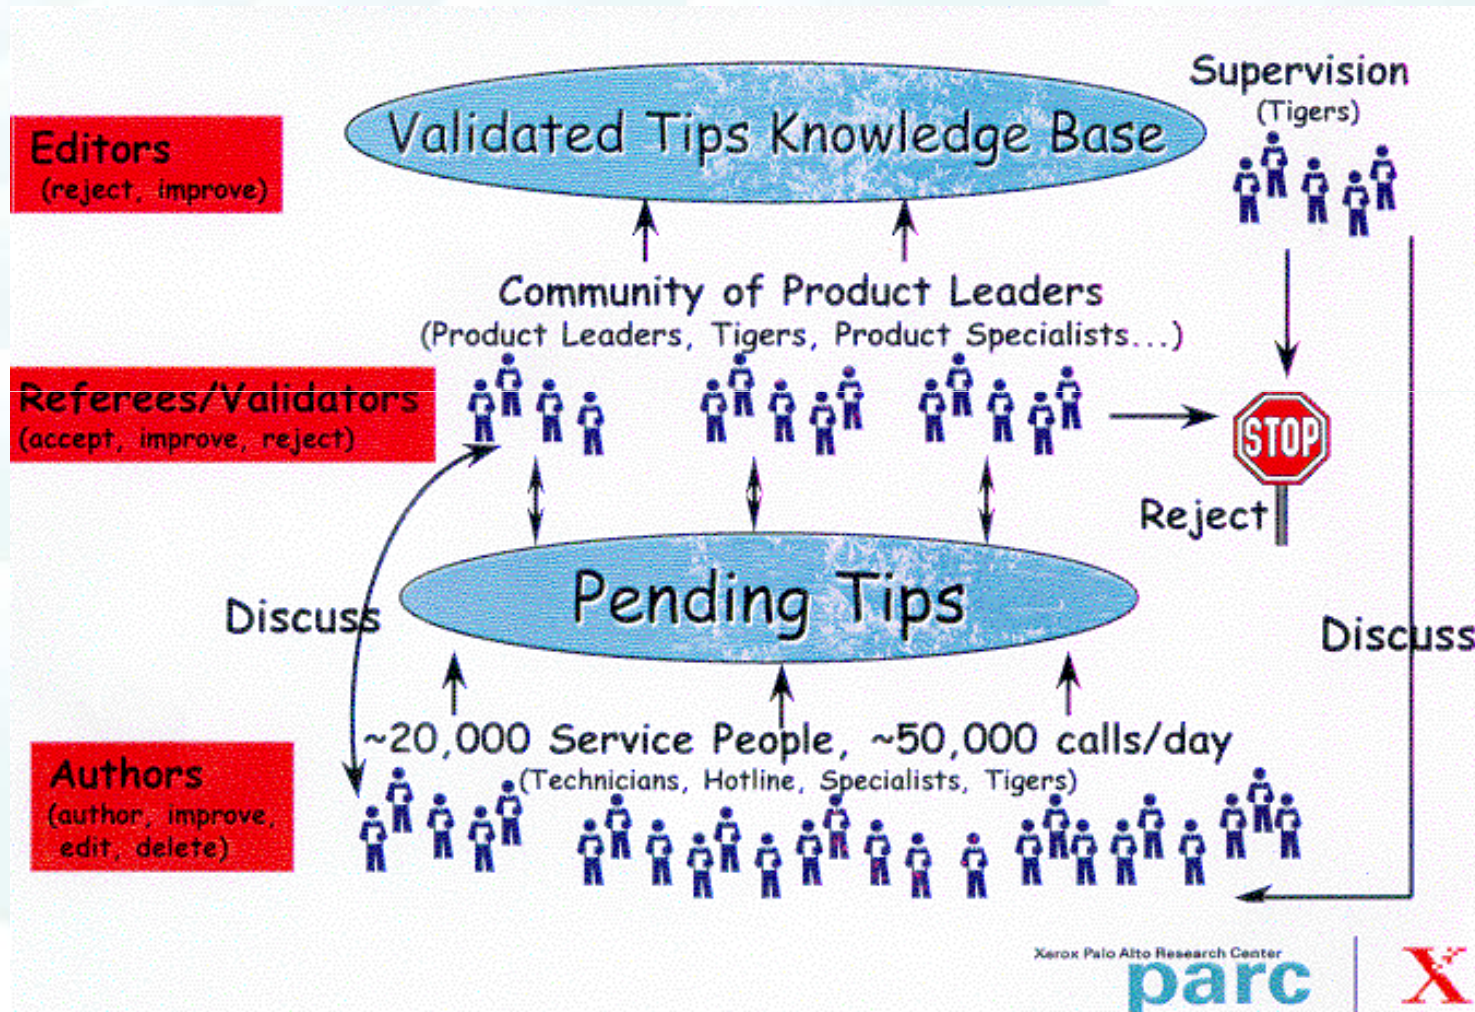 Supervision
(Tigers)
Validated Tips Knowledge Base
Editors
(reject, improve)
Community of Product Leaders
(Product Leaders, Tigers, Product Specialists...)
Referees/Validators
(accept, improve, reject)
STOP
Reject
Pending Tips
Discuss
Discuss
~20,000 Service People, ~50,000 calls/day
(Technicians, Hotline, Specialists, Tigers)
Authors
(author, improve,
edit, delete)
Xerox Palo Alto Research Center
parc
X